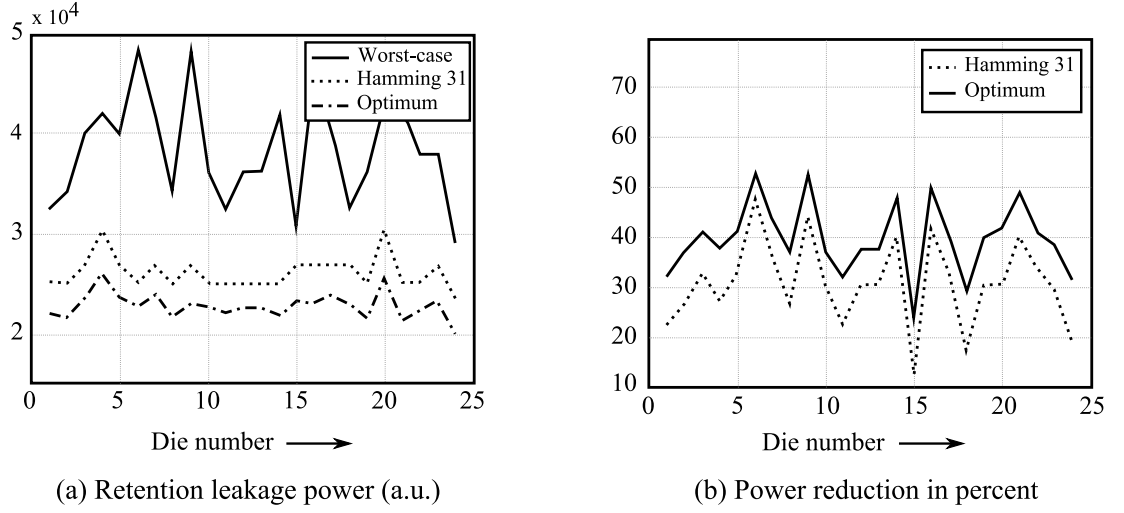 x 10⁴
5
4
3
2
0 5 10 15 20 25
Worst-case
Hamming 31
Optimum
Die number
(a) Retention leakage power (a.u.)
70
60
50
40
30
20
10
0 5 10 15 20 25
Hamming 31
Optimum
Die number
(b) Power reduction in percent